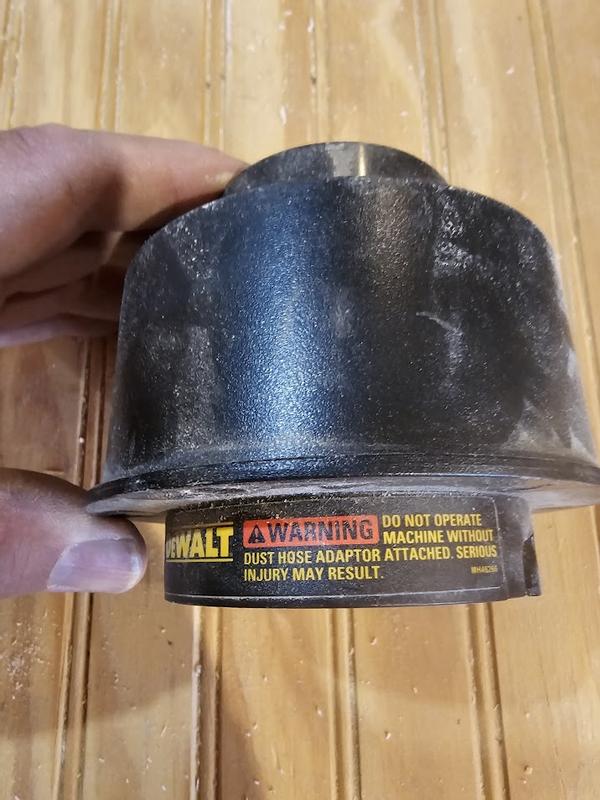 DEWALT
WARNING DO NOT OPERATE
MACHINE WITHOUT
DUST HOSE ADAPTOR ATTACHED. SERIOUS
INJURY MAY RESULT.